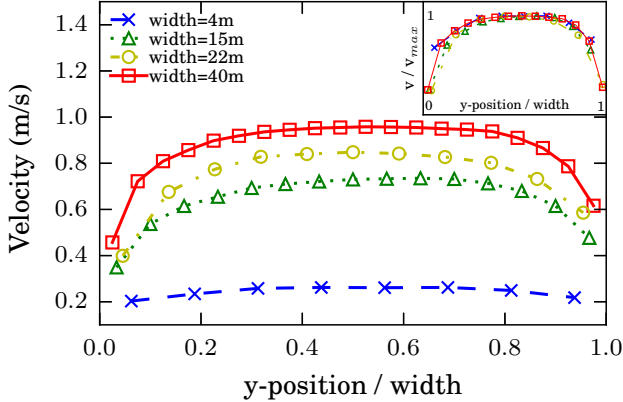 1.4
1.2
1.0
0.8
0.6
0.4
0.2
Velocity (m/s)
width=4m
width=15m
width=22m
width=40m
1
v / v_max
0
y-position / width
1
0.0
0.2
0.4
0.6
0.8
1.0
y-position / width